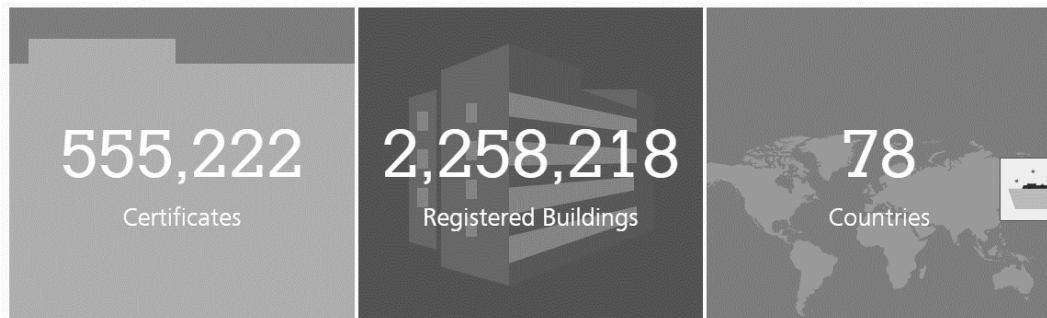 555,222
Certificates
2,258,218
Registered Buildings
78
Countries